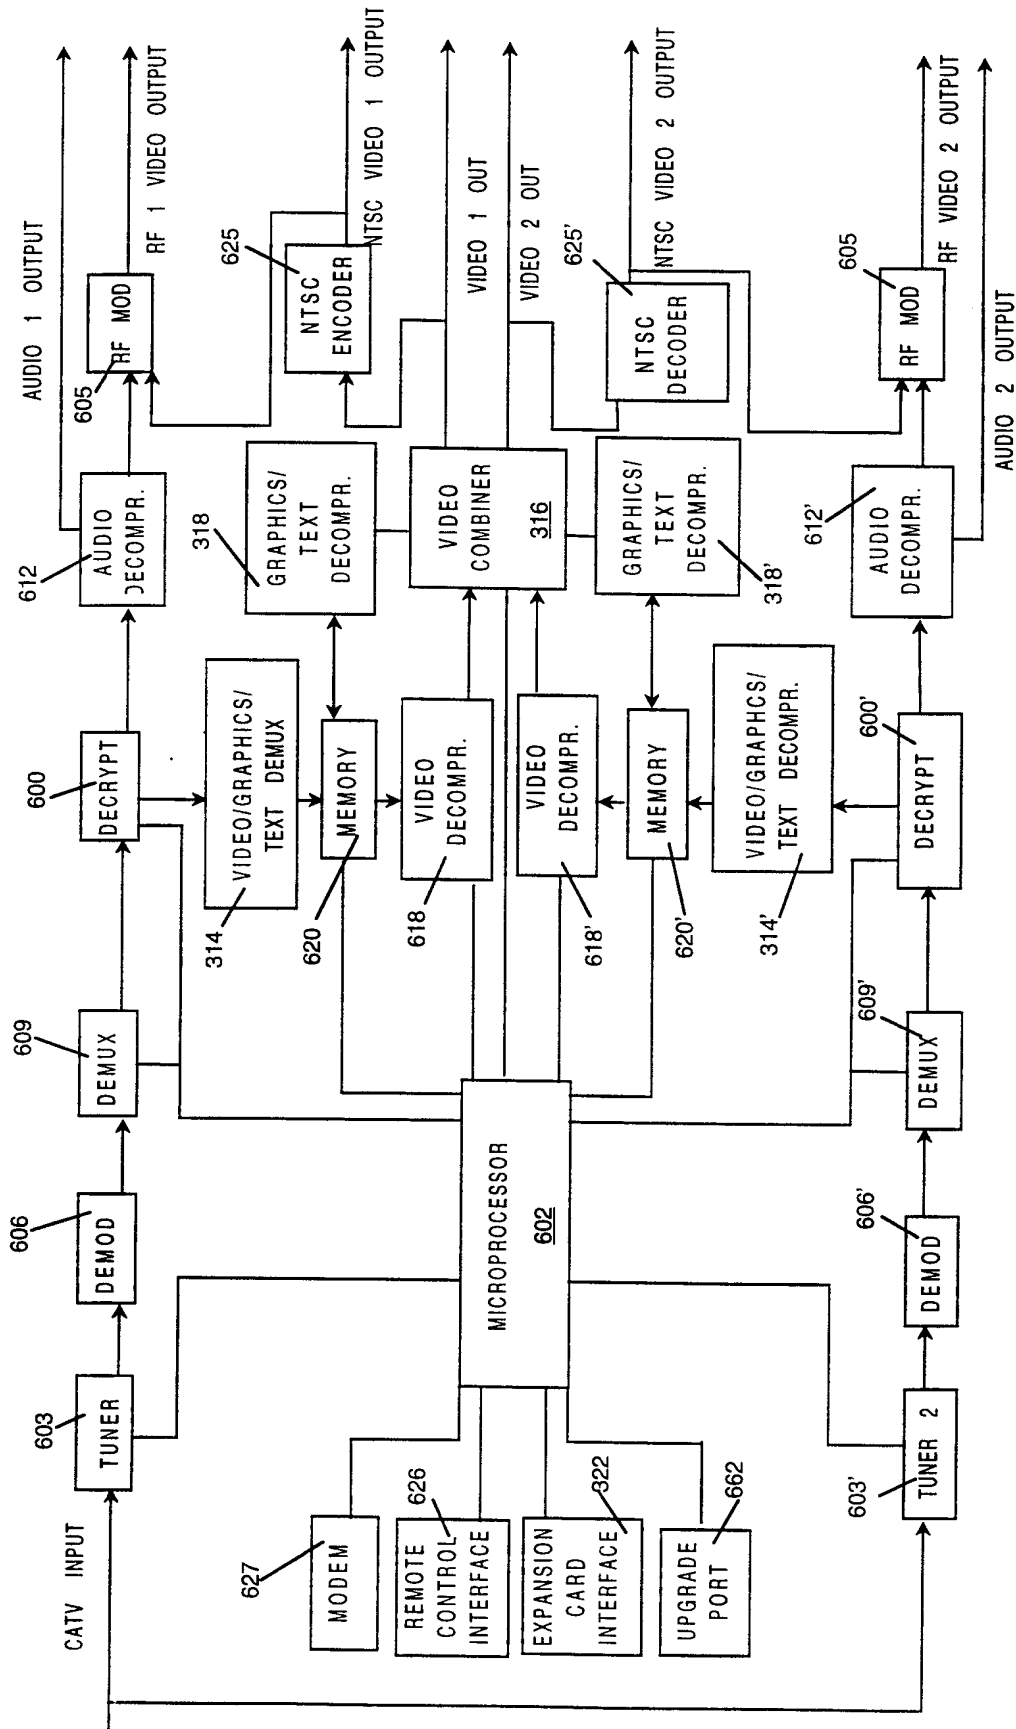 CATV INPUT
603
TUNER
606
DEMOD
609
DEMUX
600
DECRYPT
612
AUDIO
DECOMPR.
605
RF MOD
AUDIO 1 OUTPUT
RF 1 VIDEO OUTPUT
314
VIDEO/GRAPHICS/
TEXT DEMUX
318
GRAPHICS/
TEXT
DECOMPR.
625
NTSC
ENCODER
NTSC VIDEO 1 OUTPUT
620
MEMORY
618
VIDEO
DECOMPR.
VIDEO
COMBINER
316
VIDEO 1 OUT
VIDEO 2 OUT
627
MODEM
626
REMOTE
CONTROL
INTERFACE
322
EXPANSION
CARD
INTERFACE
662
UPGRADE
PORT
MICROPROCESSOR
602
618'
VIDEO
DECOMPR.
620'
MEMORY
318'
GRAPHICS/
TEXT
DECOMPR.
625'
NTSC
DECODER
NTSC VIDEO 2 OUTPUT
314'
VIDEO/GRAPHCS/
TEXT DECOMPR.
603'
TUNER 2
606'
DEMOD
609'
DEMUX
600'
DECRYPT
612'
AUDIO
DECOMPR.
605
RF MOD
RF VIDEO 2 OUTPUT
AUDIO 2 OUTPUT